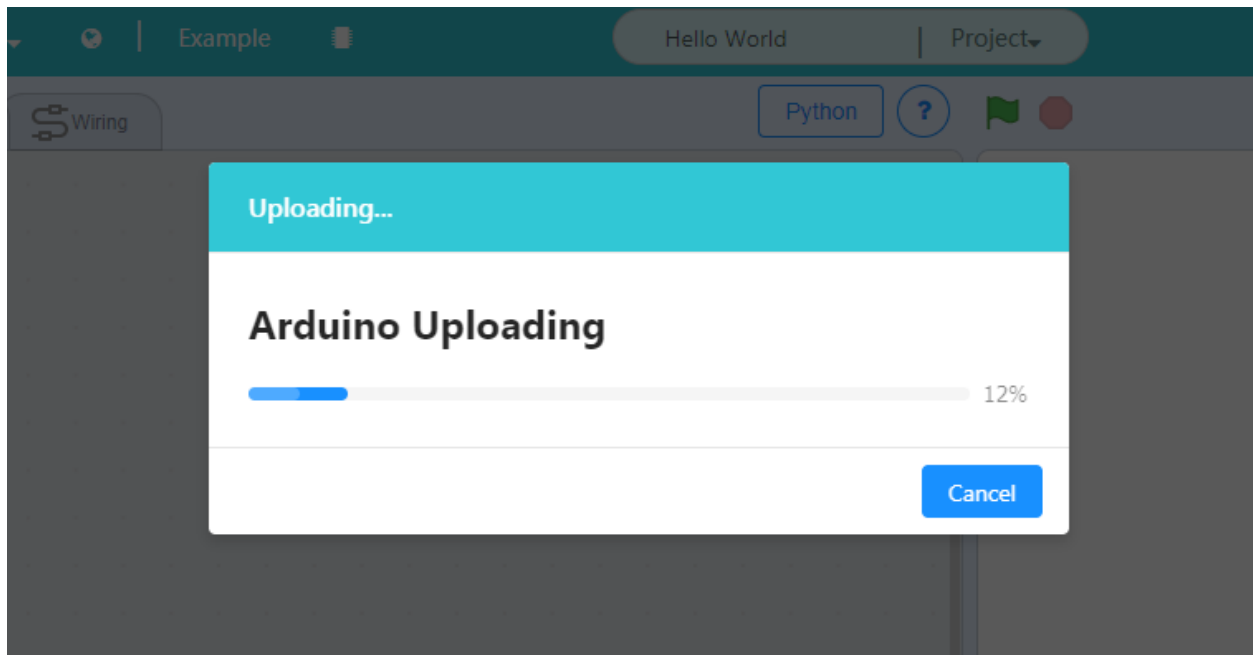 Example
Hello World
Project
Wiring
Python
?
Uploading...
Arduino Uploading
12%
Cancel